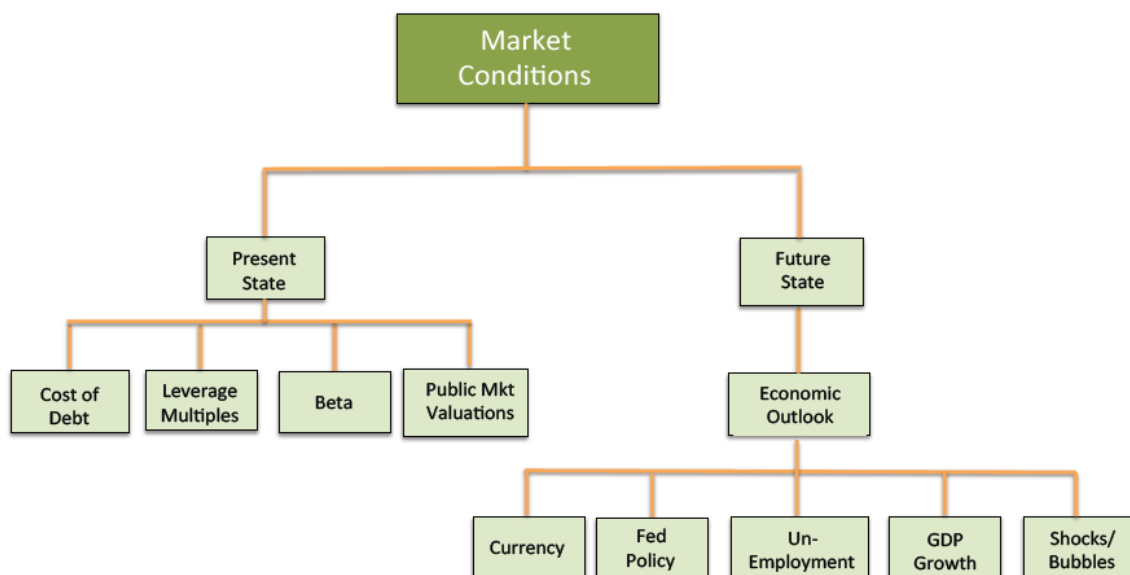 Market
Conditions
Present
State
Future
State
Cost of
Debt
Leverage
Multiples
Beta
Public Mkt
Valuations
Economic
Outlook
Currency
Fed
Policy
Un-
Employment
GDP
Growth
Shocks/
Bubbles